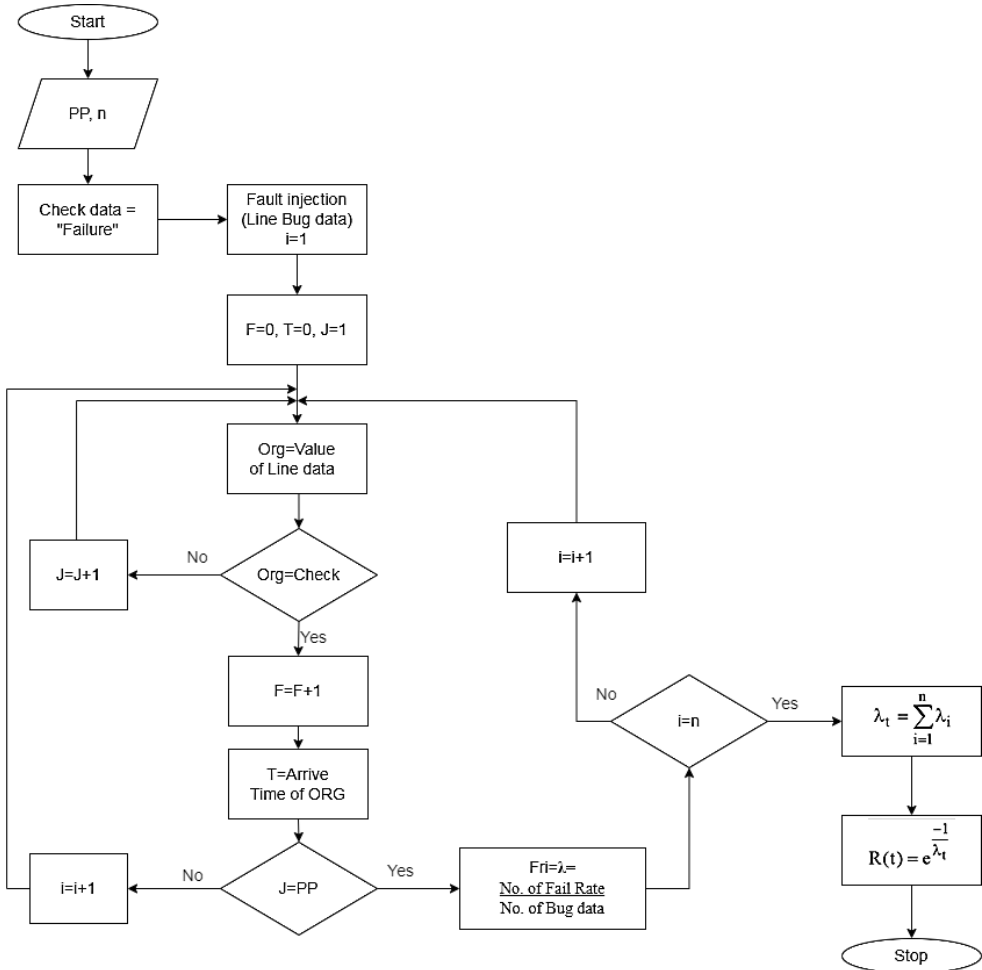 Start
PP, n
Check data =
"Failure"
Fault injection
(Line Bug data)
i=1
F=0, T=0, J=1
Org=Value
of Line data
Org=Check
No
J=J+1
Yes
F=F+1
T=Arrive
Time of ORG
J=PP
No
i=i+1
Yes
Fri=λ=
No. of Fail Rate
No. of Bug data
i=n
No
i=i+1
Yes
λₜ = ∑ⁿᵢ₌₁ λᵢ
R(t) = e^(-1/λₜ)
Stop